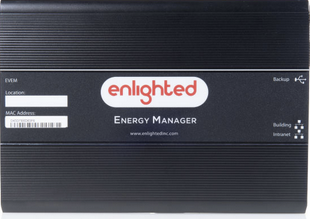 enlighted
EVEM
Location:
MAC Address
ENERGY MANAGER
www.enlightedinc.com
Backup
Building
Intranet